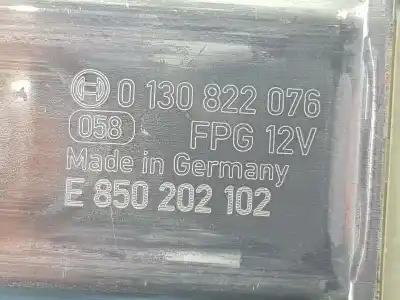 0 130 822 076
058 FPG 12V
Made in Germany
E 850 202 102